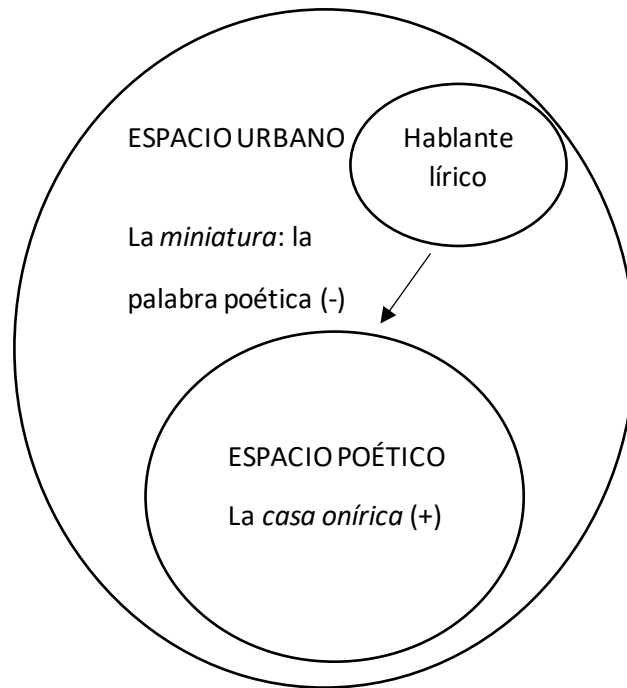 ESPACIO URBANO
Hablante
lírico
La miniatura: la
palabra poética (-)
ESPACIO POÉTICO
La casa onírica (+)